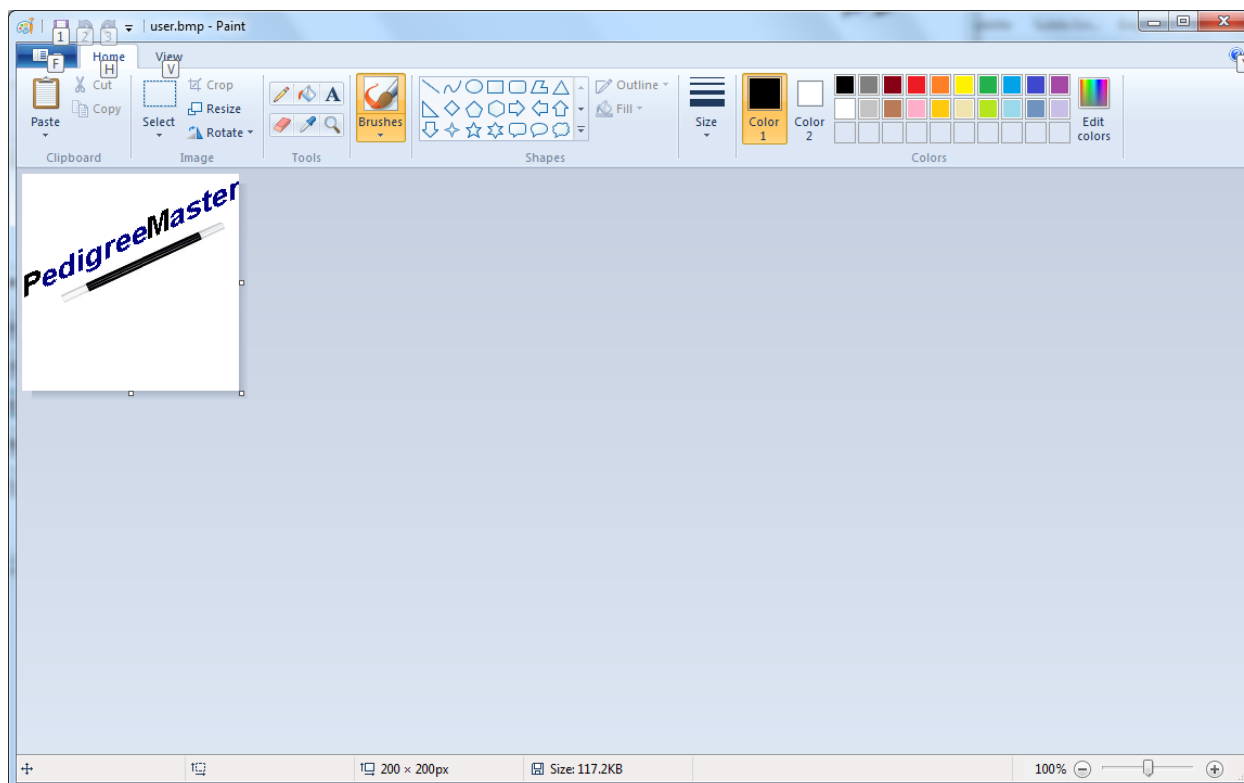 user.bmp - Paint
1 2 3
F H V
Home View
Paste
Cut
Copy
Clipboard
Select
Crop
Resize
Rotate
Image
A
Tools
Brushes
Outline
Fill
Shapes
Size
Color 1
Color 2
Edit colors
Colors
PedigreeMaster
200 × 200px
Size: 117.2KB
100%